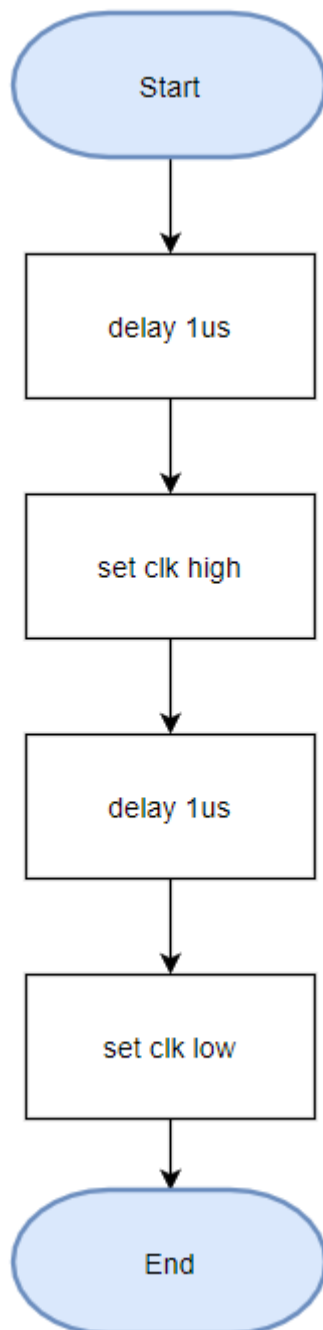 Start
delay 1us
set clk high
delay 1us
set clk low
End